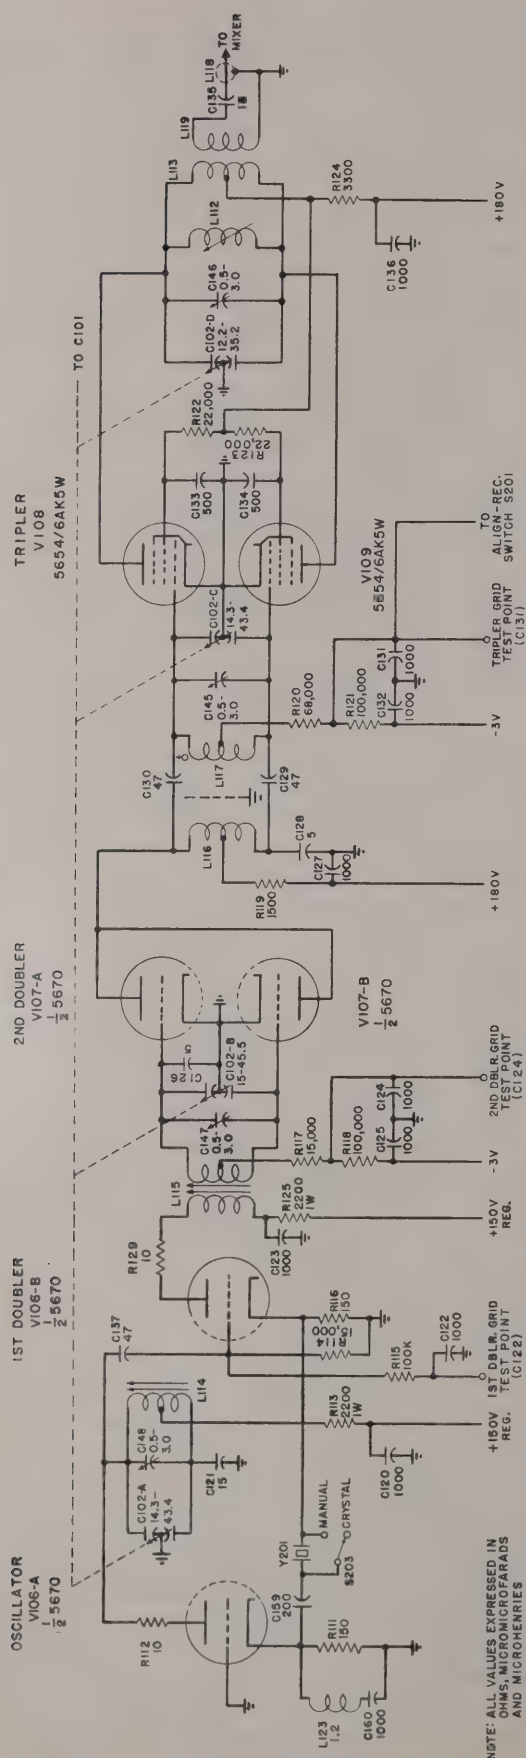 OSCILLATOR
V106-A
1/2 5670
1ST DOUBLER
V106-B
1/2 5670
2ND DOUBLER
V107-A
1/2 5670
TRIPLER
V108
5654/6AK5W
TO C101
R112
10
C102-A
14.3-
43.4
C148
0.5-
3.0
C121
15
L114
C137
47
R129
10
L115
C147
0.5-
3.0
C126
5
C102-B
15-45.5
V107-B
1/2 5670
L116
C130
47
C129
47
L117
C145
0.5-
3.0
C102-C
14.3-
43.4
C133
500
C134
500
R122
22,000
R123
22,000
C102-D
12.2-
35.2
C146
0.5-
3.0
L112
L113
L119
C135
L118
TO
MIXER
L123
1.2
C160
1000
R111
150
C159
200
Y201
MANUAL
CRYSTAL
S203
R113
2200
1W
C120
1000
+150V
REG.
R114
R116
150
R115
100K
C122
1000
1ST DBLR. GRID
TEST POINT
(C122)
C123
1000
R125
2200
1W
+150V
REG.
R117
15,000
R118
100,000
C125
1000
C124
1000
-3V
2ND DBLR. GRID
TEST POINT
(C124)
R119
1500
C127
1000
C128
5
+180V
R120
68,000
R121
100,000
C132
1000
C131
1000
-3V
TRIPLER GRID
TEST POINT
(C131)
V109
5654/6AK5W
TO
ALIGN-REC.
SWITCH S201
C136
1000
R124
3300
+180V
NOTE: ALL VALUES EXPRESSED IN
OHMS, MICROMICROFARADS
AND MICROHENRIES